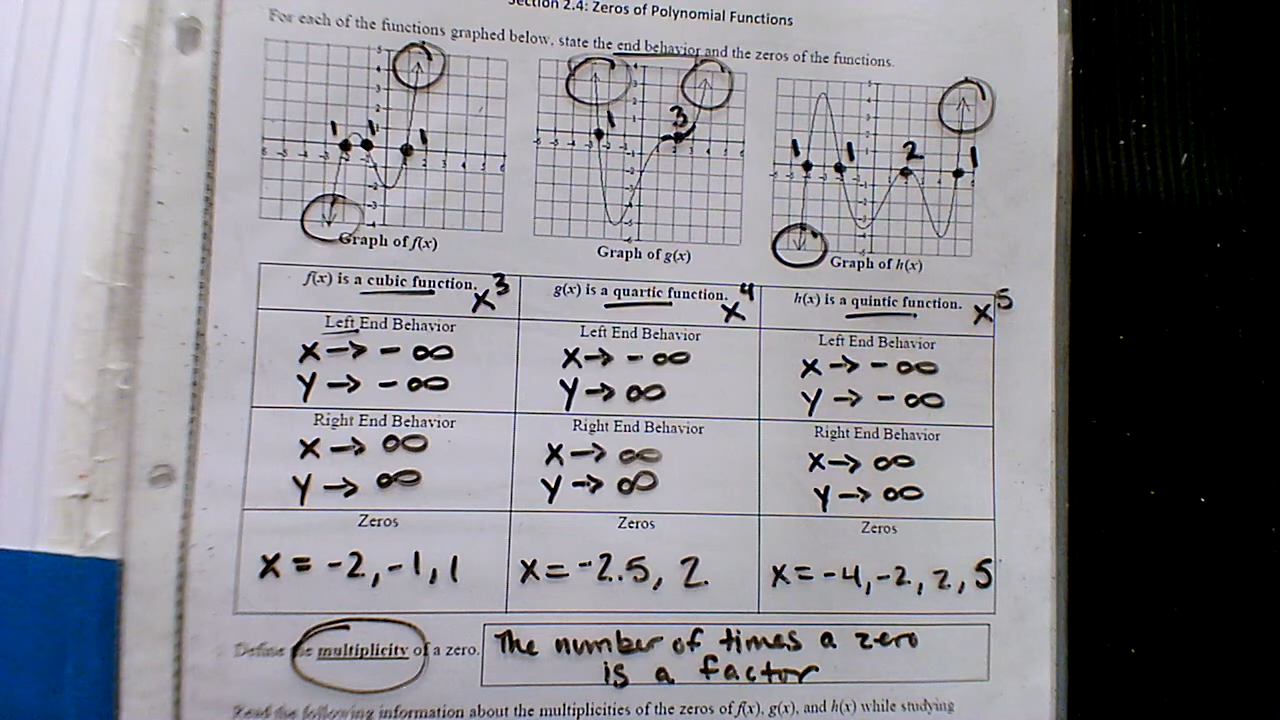 Section 2.4: Zeros of Polynomial Functions
For each of the functions graphed below, state the end behavior and the zeros of the functions.
1 1 1
1 3
1 1 2 1
Graph of f(x)
Graph of g(x)
Graph of h(x)
f(x) is a cubic function. x^3
g(x) is a quartic function. x^4
h(x) is a quintic function. x^5
Left End Behavior
x → - ∞
y → - ∞
Left End Behavior
x → - ∞
y → ∞
Left End Behavior
x → - ∞
y → - ∞
Right End Behavior
x → ∞
y → ∞
Right End Behavior
x → ∞
y → ∞
Right End Behavior
x → ∞
y → ∞
Zeros
x = -2, -1, 1
Zeros
x = -2.5, 2.
Zeros
x = -4, -2, 2, 5
Define the multiplicity of a zero.
The number of times a zero
is a factor
Read the following information about the multiplicities of the zeros of f(x), g(x), and h(x) while studying